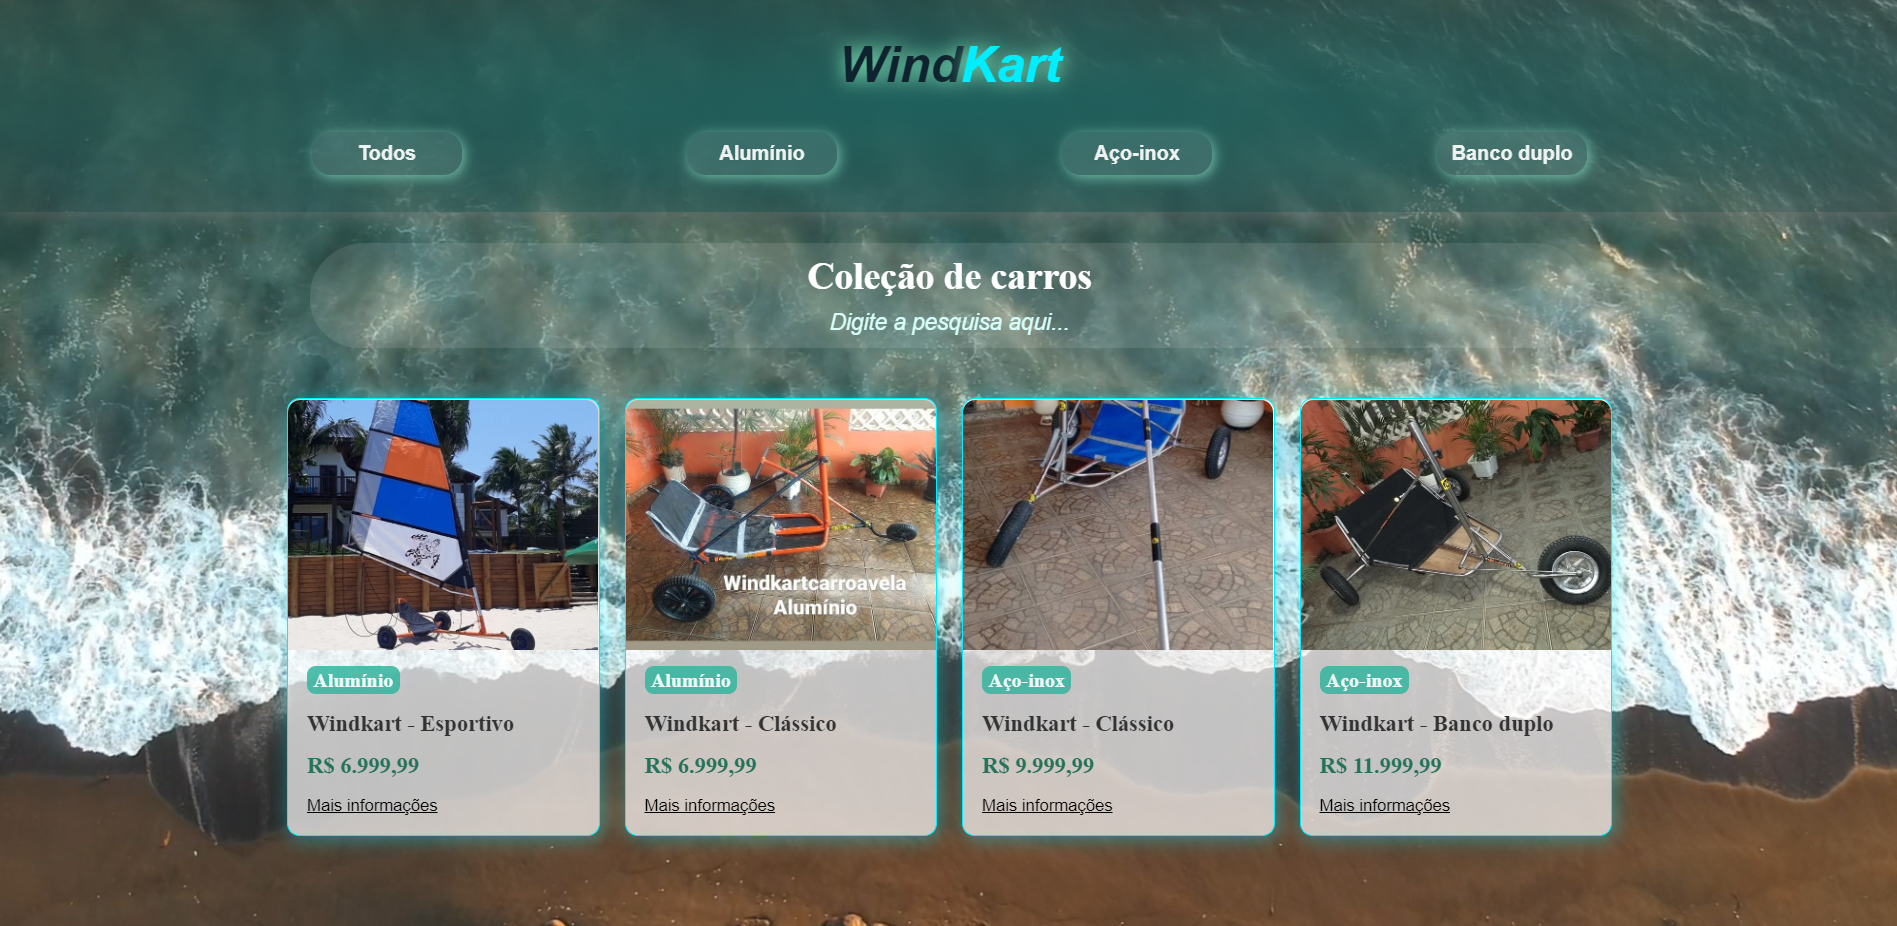 WindKart
Todos
Alumínio
Aço-inox
Banco duplo
Coleção de carros
Digite a pesquisa aqui...
Windkartcarroavela
Alumínio
Alumínio
Windkart - Esportivo
R$ 6.999,99
Mais informações
Alumínio
Windkart - Clássico
R$ 6.999,99
Mais informações
Aço-inox
Windkart - Clássico
R$ 9.999,99
Mais informações
Aço-inox
Windkart - Banco duplo
R$ 11.999,99
Mais informações